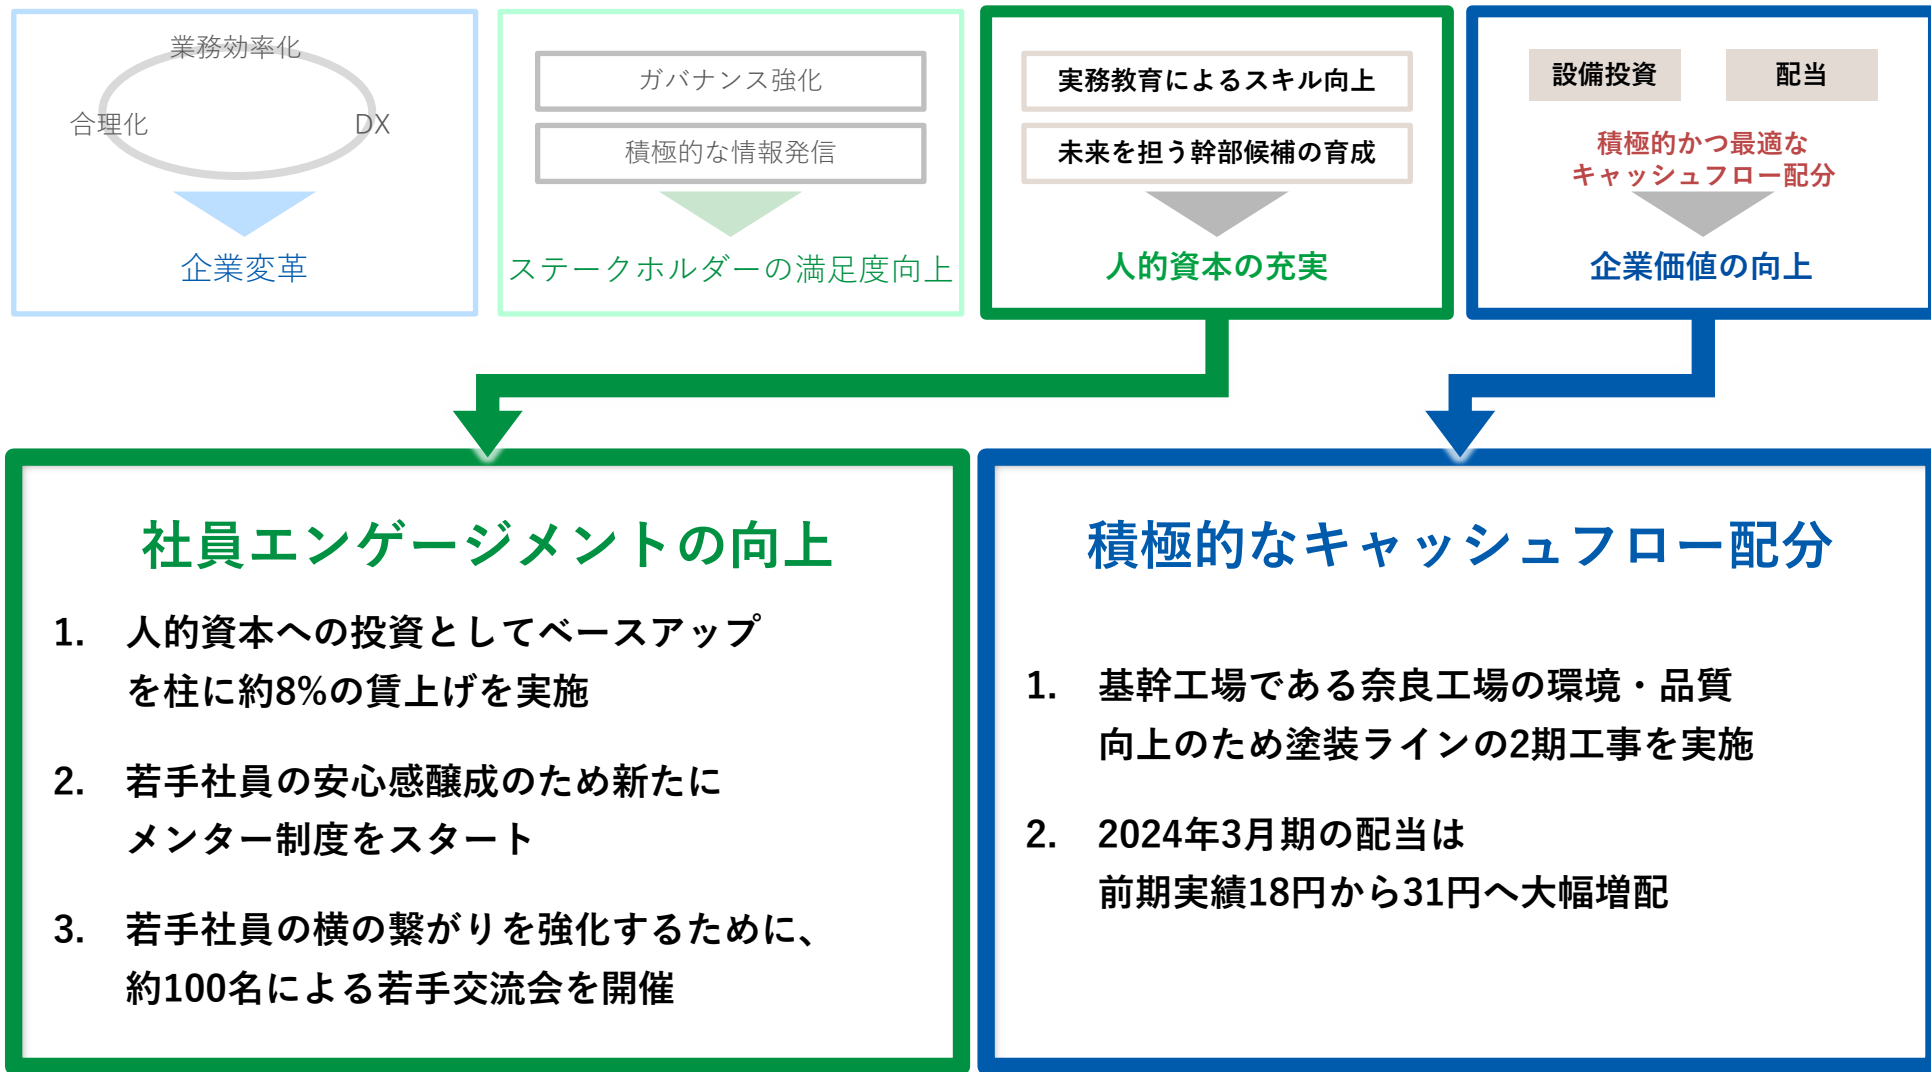 業務効率化
合理化
DX
企業変革
ガバナンス強化
積極的な情報発信
ステークホルダーの満足度向上
実務教育によるスキル向上
未来を担う幹部候補の育成
人的資本の充実
設備投資
配当
積極的かつ最適な
キャッシュフロー配分
企業価値の向上
社員エンゲージメントの向上
1. 人的資本への投資としてベースアップ
を柱に約8%の賃上げを実施
2. 若手社員の安心感醸成のため新たに
メンター制度をスタート
3. 若手社員の横の繋がりを強化するために、
約100名による若手交流会を開催
積極的なキャッシュフロー配分
1. 基幹工場である奈良工場の環境・品質
向上のため塗装ラインの2期工事を実施
2. 2024年3月期の配当は
前期実績18円から31円へ大幅増配